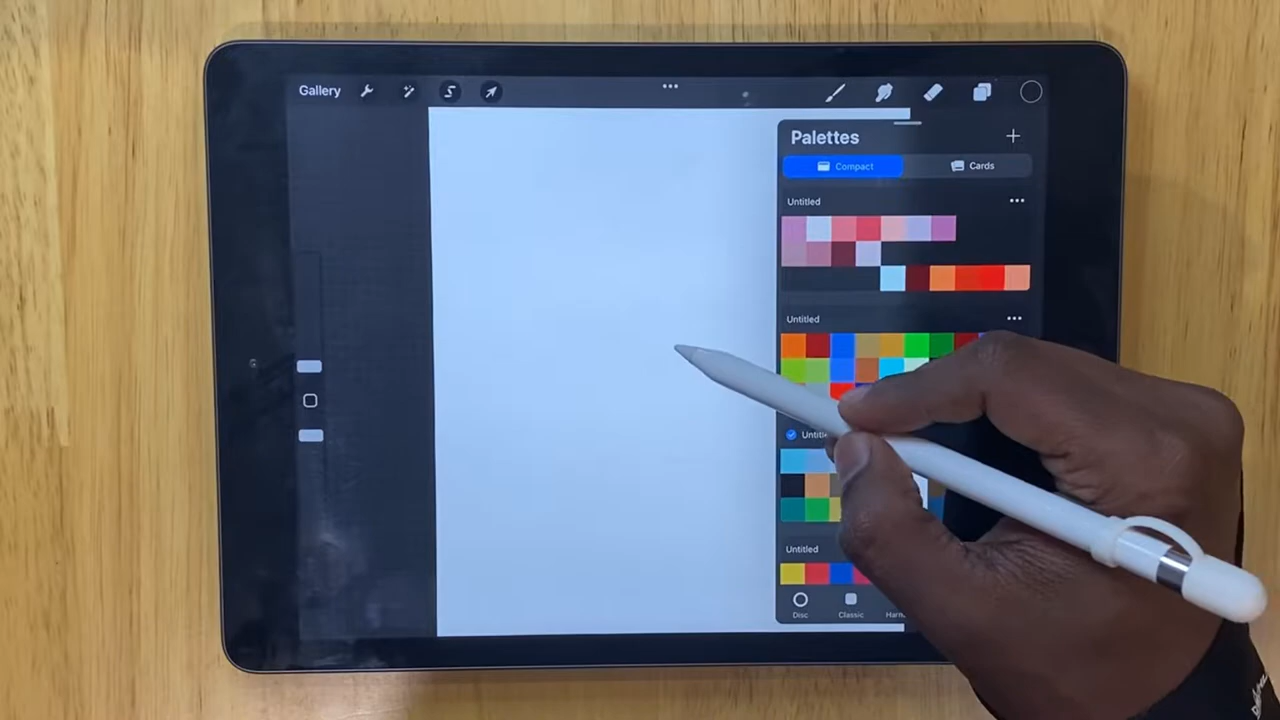 Gallery
Palettes
Compact
Cards
Untitled
Untitled
Untitled
Disc
Classic